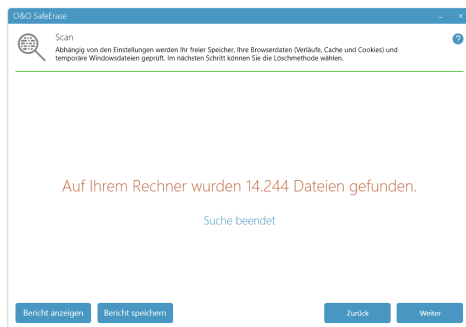 O&O SafeErase
Scan
Abhängig von den Einstellungen werden Ihr freier Speicher, Ihre Browserdaten (Verläufe, Cache und Cookies) und
temporäre Windowsdateien geprüft. Im nächsten Schritt können Sie die Löschmethode wählen.
Auf Ihrem Rechner wurden 14.244 Dateien gefunden.
Suche beendet
Bericht anzeigen
Bericht speichern
Zurück
Weiter